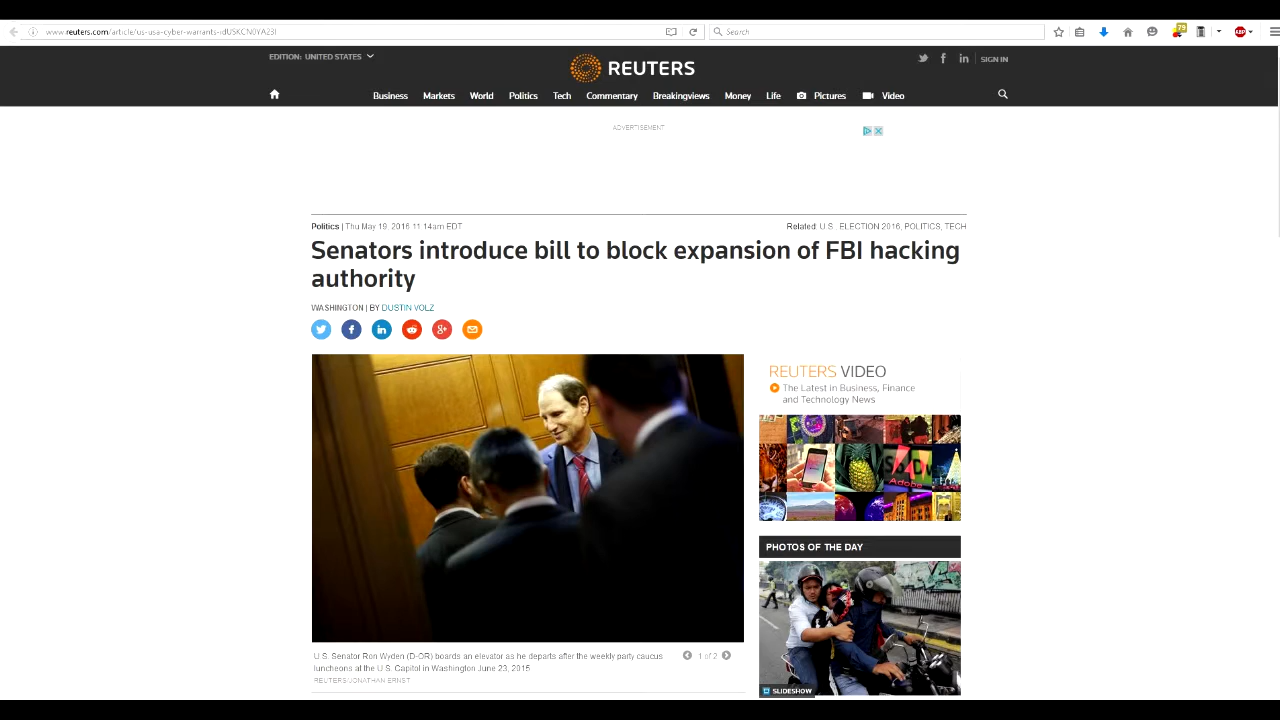 www.reuters.com/article/us-usa-cyber-warrants-idUSKCN0YA23I
Search
79
ABP
EDITION: UNITED STATES
REUTERS
SIGN IN
Business Markets World Politics Tech Commentary Breakingviews Money Life Pictures Video
ADVERTISEMENT
Politics | Thu May 19, 2016 11:14am EDT
Related: U.S., ELECTION 2016, POLITICS, TECH
Senators introduce bill to block expansion of FBI hacking
authority
WASHINGTON | BY DUSTIN VOLZ
REUTERS VIDEO
The Latest in Business, Finance
and Technology News
Adobe
PHOTOS OF THE DAY
SLIDESHOW
U.S. Senator Ron Wyden (D-OR) boards an elevator as he departs after the weekly party caucus
luncheons at the U.S. Capitol in Washington June 23, 2015.
1 of 2
REUTERS/JONATHAN ERNST